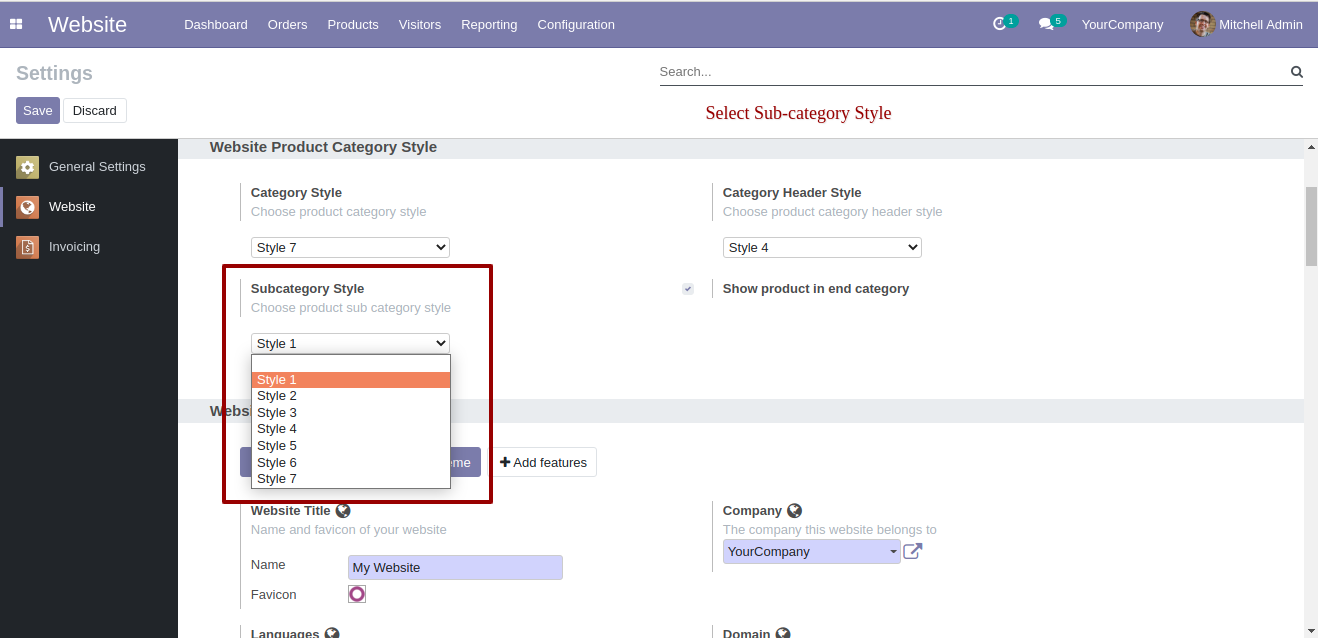 Website Dashboard Orders Products Visitors Reporting Configuration 1 5 YourCompany Mitchell Admin
Settings
Search...
Save Discard
Select Sub-category Style
General Settings
Website
Invoicing
Website Product Category Style
Category Style
Choose product category style
Style 7
Category Header Style
Choose product category header style
Style 4
Subcategory Style
Choose product sub category style
Style 1
Show product in end category
Style 1
Style 2
Style 3
Style 4
Style 5
Style 6
Style 7
Add features
Website Title
Name and favicon of your website
Name My Website
Favicon
Company
The company this website belongs to
YourCompany
Languages
Domain